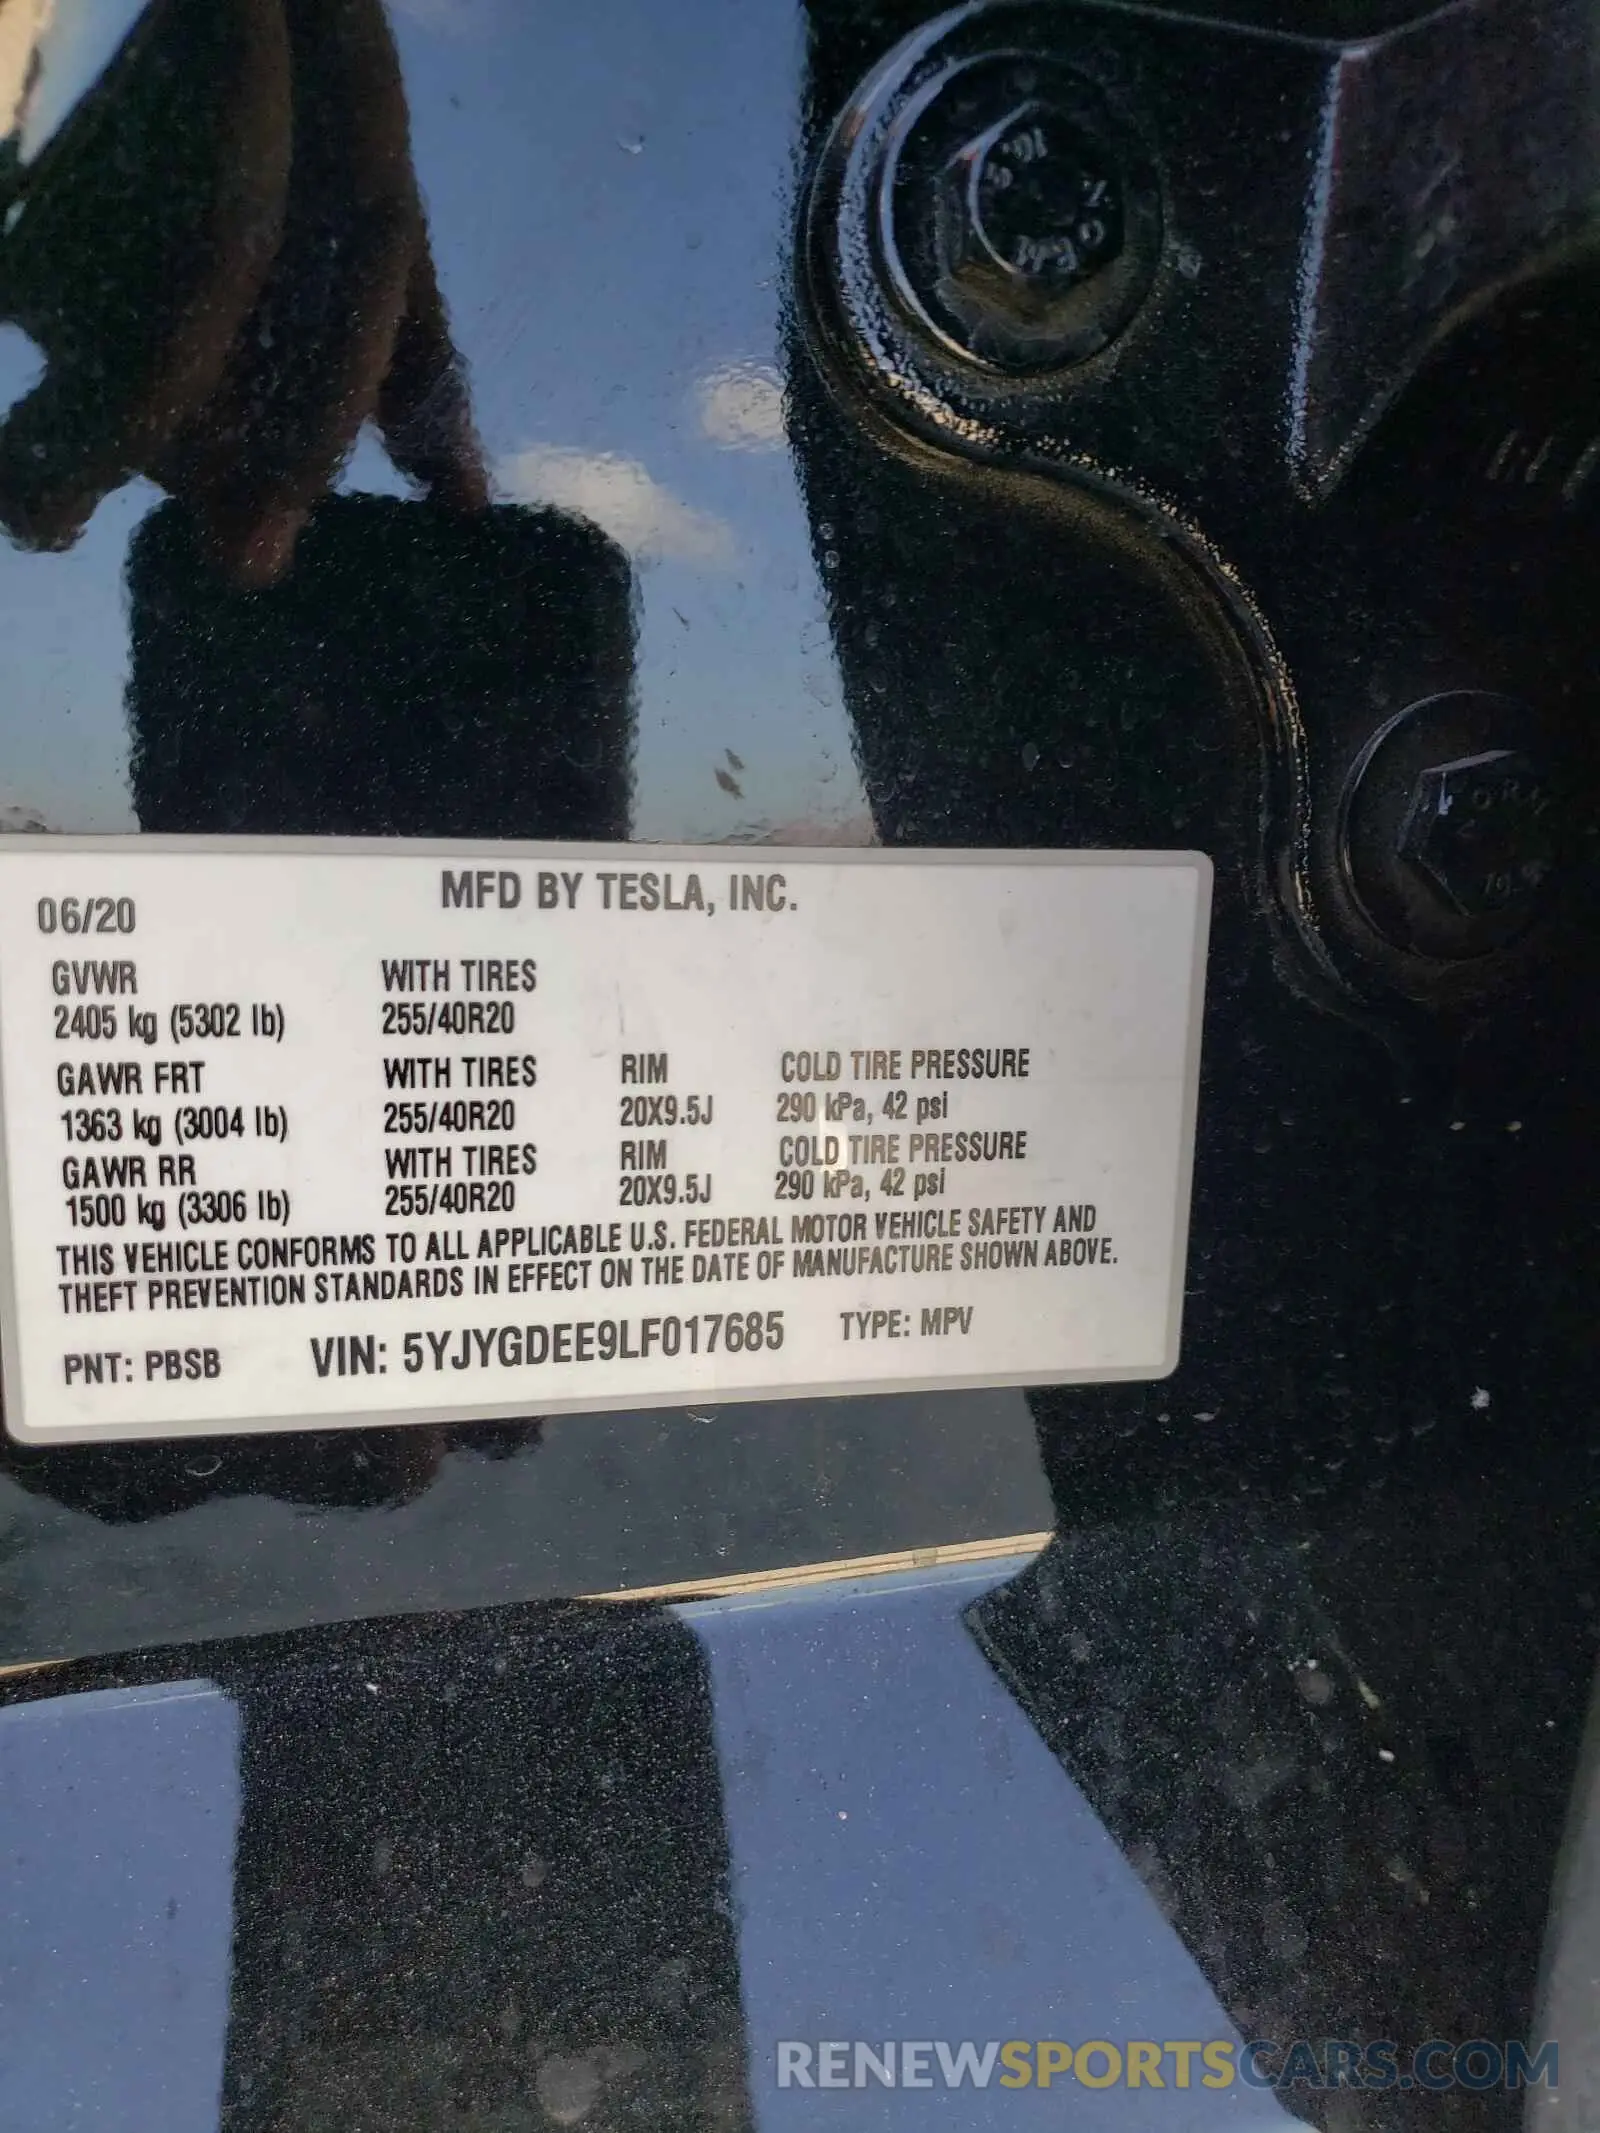 06/20 MFD BY TESLA, INC.
GVWR WITH TIRES
2405 kg (5302 lb) 255/40R20
GAWR FRT WITH TIRES RIM COLD TIRE PRESSURE
1363 kg (3004 lb) 255/40R20 20X9.5J 290 kPa, 42 psi
GAWR RR WITH TIRES RIM COLD TIRE PRESSURE
1500 kg (3306 lb) 255/40R20 20X9.5J 290 kPa, 42 psi
THIS VEHICLE CONFORMS TO ALL APPLICABLE U.S. FEDERAL MOTOR VEHICLE SAFETY AND
THEFT PREVENTION STANDARDS IN EFFECT ON THE DATE OF MANUFACTURE SHOWN ABOVE.
PNT: PBSB VIN: 5YJYGDEE9LF017685 TYPE: MPV
RENEWSPORTSCARS.COM